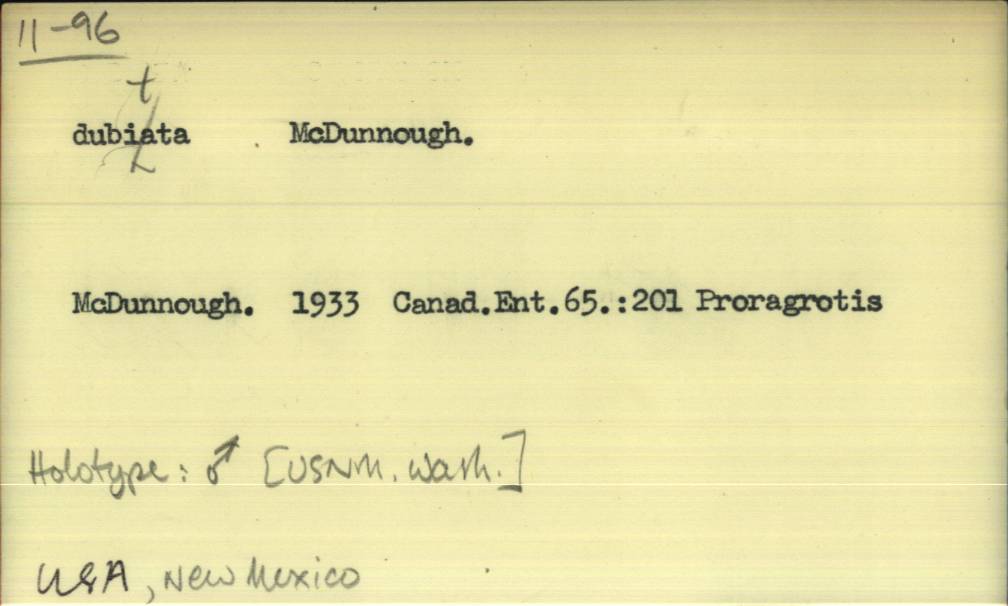 11-96
t
dubiata McDunnough.
McDunnough. 1933 Canad.Ent.65.:201 Proragrotis
Holotype: ♂ [USNM. Wash.]
USA, New Mexico